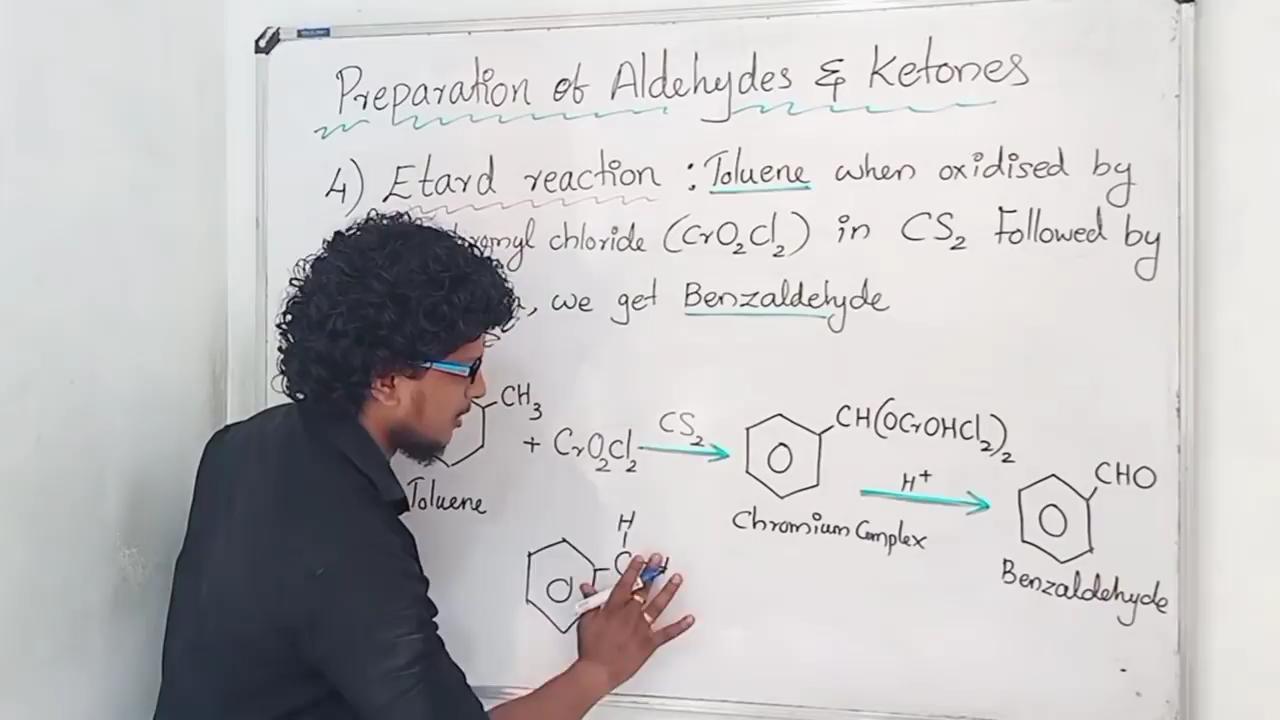 Preparation of Aldehydes & Ketones
4) Etard reaction : Toluene when oxidised by
chloride (CrO₂Cl₂) in CS₂ Followed by
, we get Benzaldehyde
CH₃
+ CrO₂Cl₂
CS₂
CH(OCrOHCl₂)₂
H⁺
CHO
Toluene
Chromium Complex
Benzaldehyde
H
C